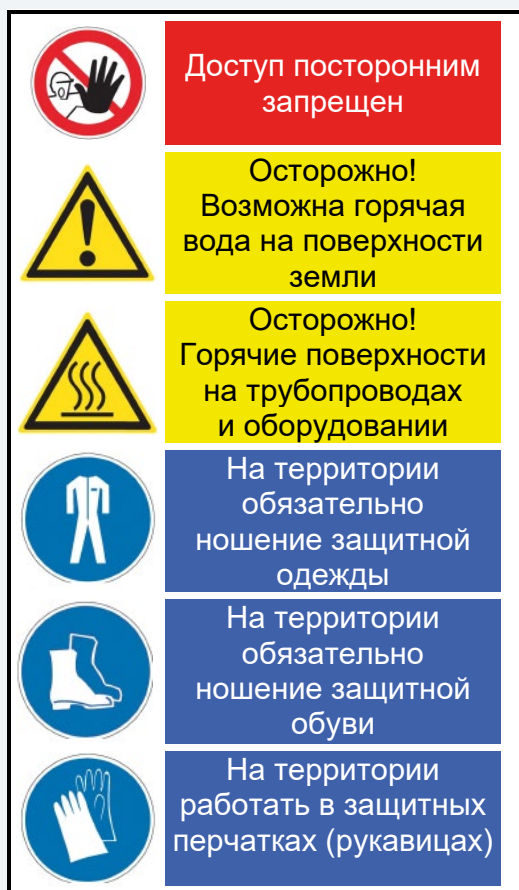 Доступ посторонним
запрещен
Осторожно!
Возможна горячая
вода на поверхности
земли
Осторожно!
Горячие поверхности
на трубопроводах
и оборудовании
На территории
обязательно
ношение защитной
одежды
На территории
обязательно
ношение защитной
обуви
На территории
работать в защитных
перчатках (рукавицах)